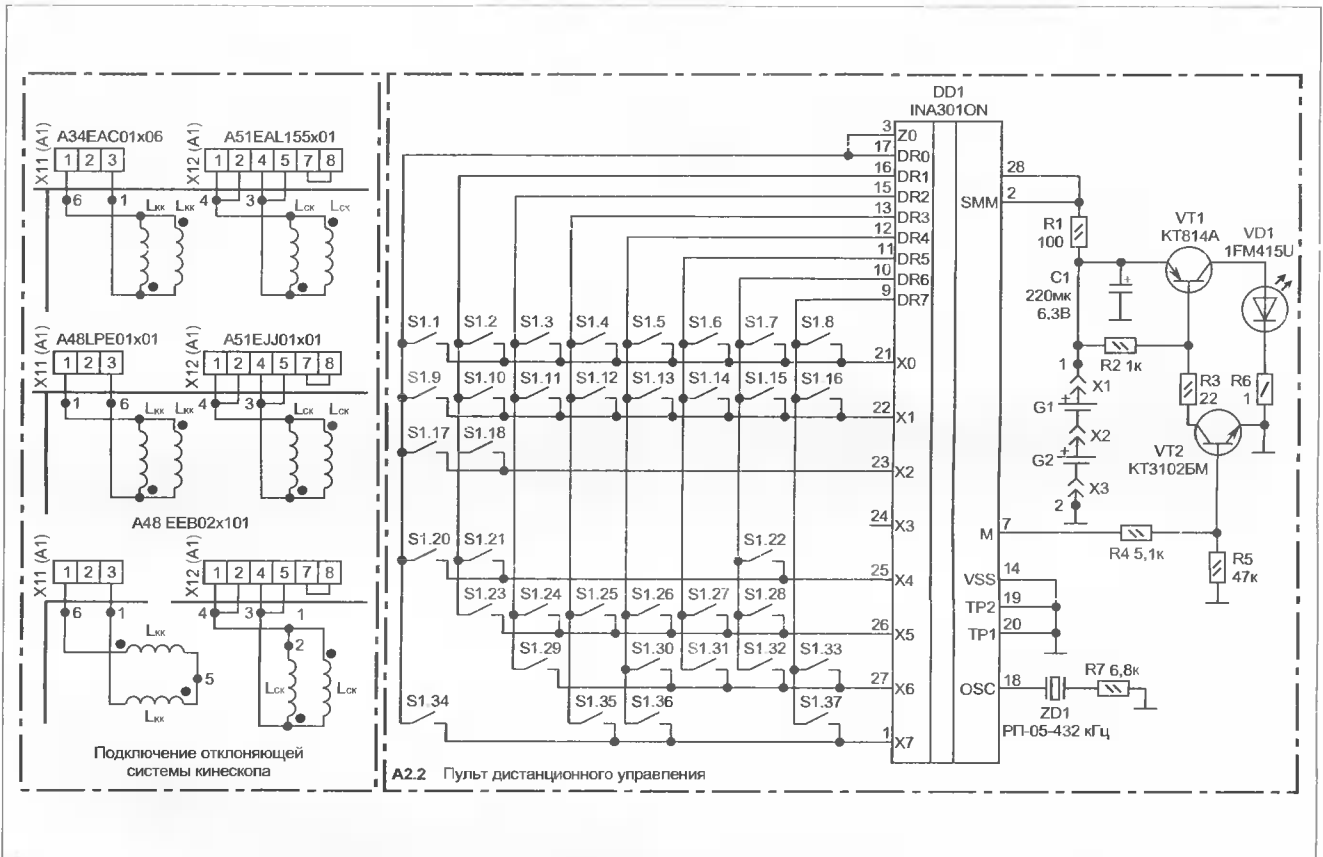 A34EAC01x06
X11 (A1)
1 2 3
6 1
Lкк Lкк
A51EAL155x01
X12 (A1)
1 2 4 5 7 8
4 3
Lск Lск
A48LPE01x01
X11 (A1)
1 2 3
1 6
Lкк Lкк
A51EJJ01x01
X12 (A1)
1 2 4 5 7 8
4 3
Lск Lск
A48 EEB02x101
X11 (A1)
1 2 3
6 1
Lкк
5
Lкк
X12 (A1)
1 2 4 5 7 8
4 3 1
2
Lск Lск
Подключение отклоняющей
системы кинескопа
DD1
INA301ON
3 Z0
17 DR0
16 DR1
15 DR2
13 DR3
12 DR4
11 DR5
10 DR6
9 DR7
S1.1 S1.2 S1.3 S1.4 S1.5 S1.6 S1.7 S1.8
21 X0
S1.9 S1.10 S1.11 S1.12 S1.13 S1.14 S1.15 S1.16
22 X1
S1.17 S1.18
23 X2
24 X3
S1.20 S1.21 S1.22
25 X4
S1.23 S1.24 S1.25 S1.26 S1.27 S1.28
26 X5
S1.29 S1.30 S1.31 S1.32 S1.33
27 X6
S1.34 S1.35 S1.36 S1.37
1 X7
28
SMM 2
R1
100
VT1
КТ814А
VD1
1FM415U
C1
220мк
6,3В
+
R2 1к
1
X1
R3
22
R6
1
G1 +
X2
G2 +
X3
2
VT2
КТ3102БМ
M 7
R4 5,1к
R5
47к
VSS 14
TP2 19
TP1 20
OSC 18
R7 6,8к
ZD1
РП-05-432 кГц
A2.2 Пульт дистанционного управления